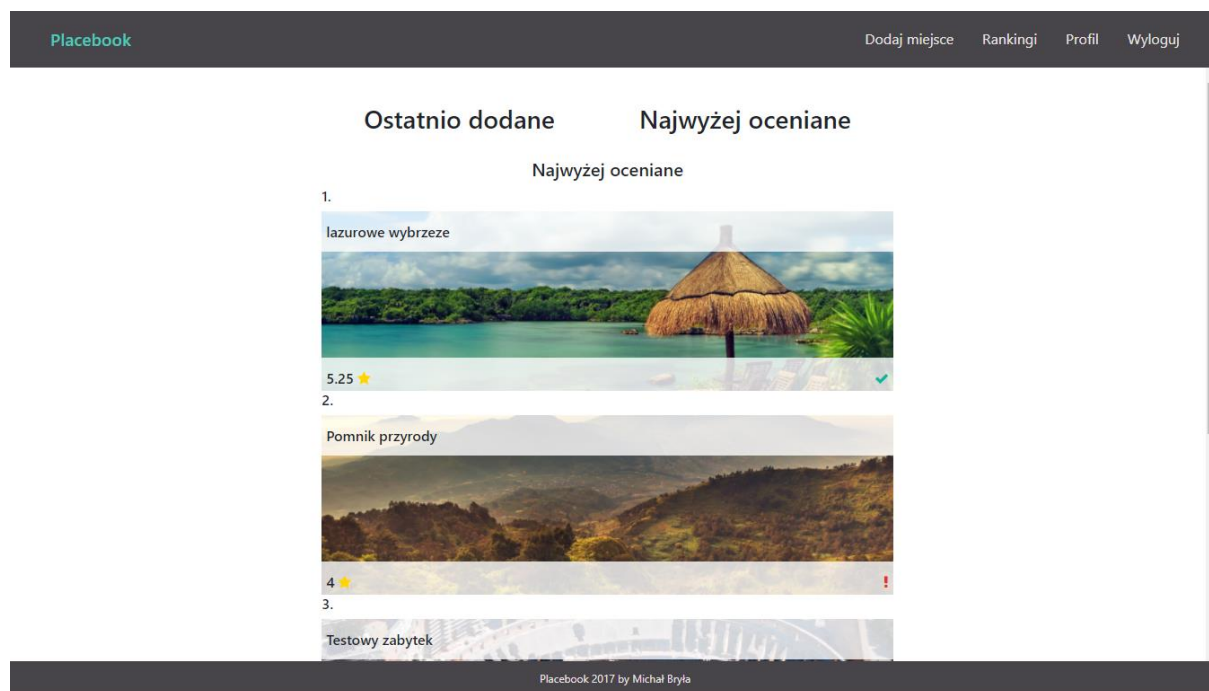 Placebook
Dodaj miejsce Rankingi Profil Wyloguj
Ostatnio dodane Najwyżej oceniane
Najwyżej oceniane
1.
lazurowe wybrzeze
5.25
2.
Pomnik przyrody
4
3.
Testowy zabytek
Placebook 2017 by Michał Bryła